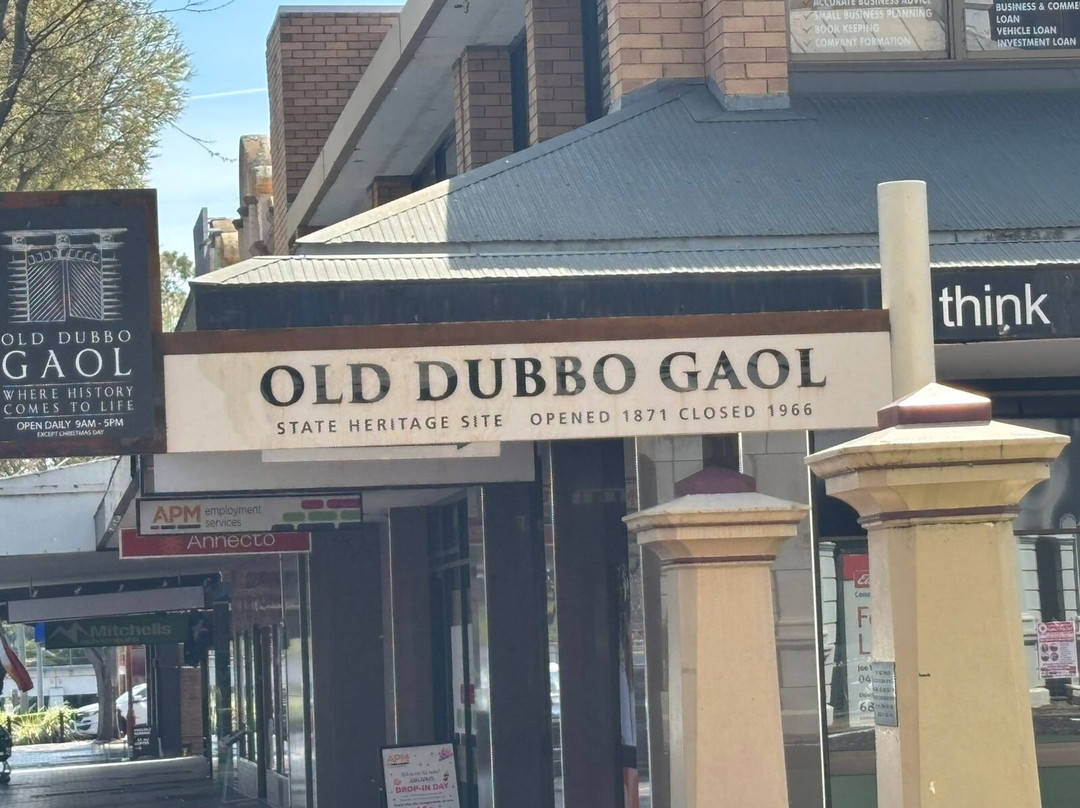 ACCURATE BUSINESS ADVICE
SMALL BUSINESS PLANNING
BOOK KEEPING
COMPANY FORMATION
BUSINESS & COMME
LOAN
VEHICLE LOAN
INVESTMENT LOAN
OLD DUBBO
GAOL
WHERE HISTORY
COMES TO LIFE
OPEN DAILY 9AM - 5PM
EXCEPT CHRISTMAS DAY
OLD DUBBO GAOL
STATE HERITAGE SITE OPENED 1871 CLOSED 1966
think
APM employment
services
Annecto
Mitchells
APM
DROP-IN DAY